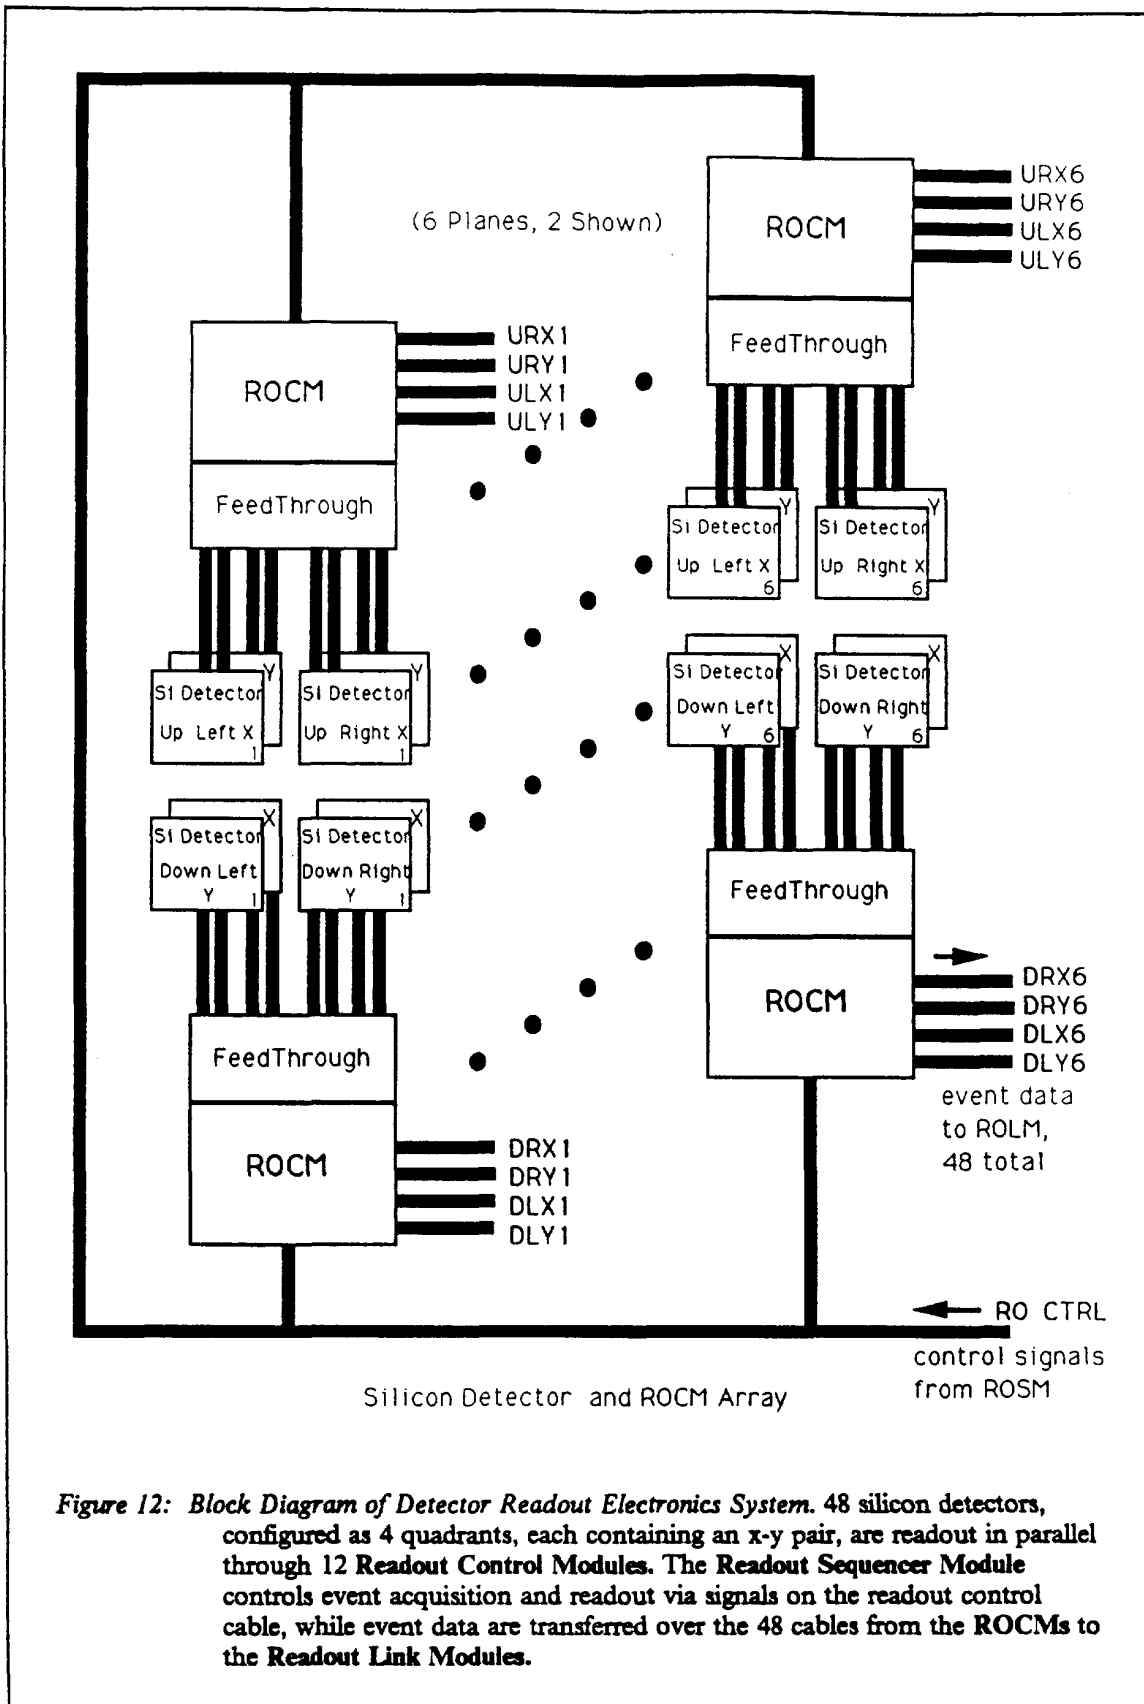 (6 Planes, 2 Shown)
ROCM
FeedThrough
URX6
URY6
ULX6
ULY6
ROCM
FeedThrough
URX1
URY1
ULX1
ULY1
Y
Si Detector
Up Left X
6
Y
Si Detector
Up Right X
6
Y
Si Detector
Up Left X
1
Y
Si Detector
Up Right X
1
X
Si Detector
Down Left
Y 6
X
Si Detector
Down Right
Y 6
X
Si Detector
Down Left
Y 1
X
Si Detector
Down Right
Y 1
FeedThrough
ROCM
DRX6
DRY6
DLX6
DLY6
event data
to ROLM,
48 total
FeedThrough
ROCM
DRX1
DRY1
DLX1
DLY1
RO CTRL
control signals
from ROSM
Silicon Detector and ROCM Array
Figure 12: Block Diagram of Detector Readout Electronics System. 48 silicon detectors,
configured as 4 quadrants, each containing an x-y pair, are readout in parallel
through 12 Readout Control Modules. The Readout Sequencer Module
controls event acquisition and readout via signals on the readout control
cable, while event data are transferred over the 48 cables from the ROCMs to
the Readout Link Modules.